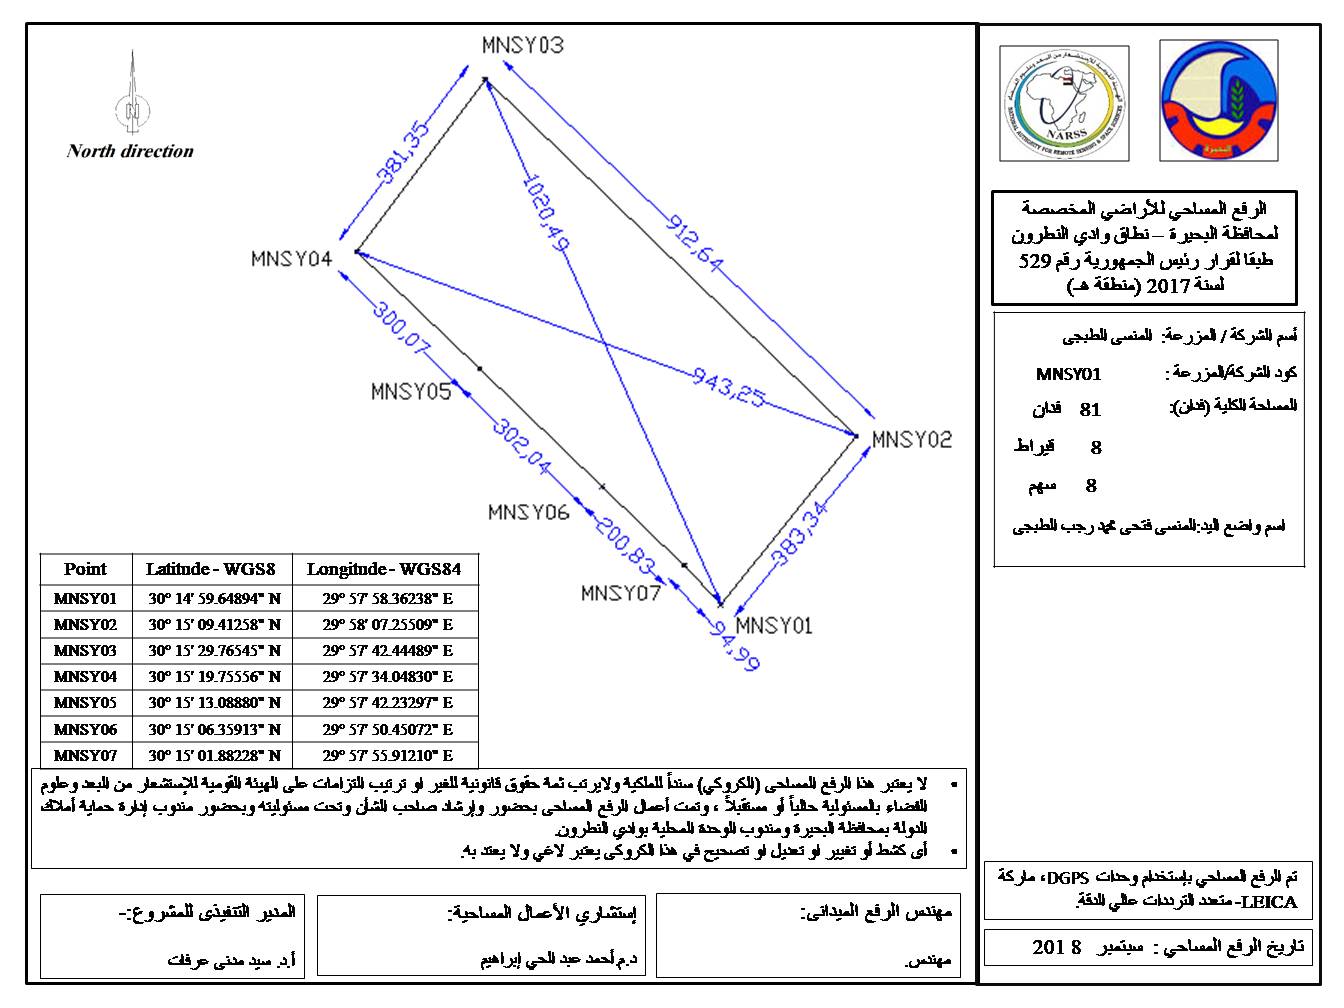 MNSY03
North direction
381,35
912,64
1020,49
MNSY04
300,07
943,25
MNSY05
MNSY02
302,04
MNSY06
383,34
200,83
MNSY07
MNSY01
94,99
Point Latitude - WGS8 Longitude - WGS84
MNSY01 30° 14' 59.64894" N 29° 57' 58.36238" E
MNSY02 30° 15' 09.41258" N 29° 58' 07.25509" E
MNSY03 30° 15' 29.76545" N 29° 57' 42.44489" E
MNSY04 30° 15' 19.75556" N 29° 57' 34.04830" E
MNSY05 30° 15' 13.08880" N 29° 57' 42.23297" E
MNSY06 30° 15' 06.35913" N 29° 57' 50.45072" E
MNSY07 30° 15' 01.88228" N 29° 57' 55.91210" E
NARSS
NATIONAL AUTHORITY FOR REMOTE SENSING & SPACE SCIENCES
البحيرة
الرفع المساحي للأراضي المخصصة
لمحافظة البحيرة – نطاق وادي النطرون
طبقا لقرار رئيس الجمهورية رقم 529
لسنة 2017 (منطقة هـ)
أسم الشركة / المزرعة: المنسى الطبجى
كود الشركة/المزرعة : MNSY01
المساحة الكلية (فدان): 81 فدان
8 قيراط
8 سهم
اسم واضع اليد:المنسى فتحى محمد رجب الطبجى
• لا يعتبر هذا الرفع المساحى (الكروكي) سنداً للملكية ولايرتب ثمة حقوق قانونية للغير او ترتيب التزامات على الهيئة القومية للإستشعار من البعد وعلوم
الفضاء بالمسئولية حالياً أو مستقبلاً ، وتمت أعمال الرفع المساحى بحضور وإرشاد صاحب الشأن وتحت مسئوليته وبحضور مندوب إدارة حماية أملاك
الدولة بمحافظة البحيرة ومندوب الوحدة المحلية بوادي النطرون.
• أى كشط أو تغيير او تعديل او تصحيح في هذا الكروكى يعتبر لاغي ولا يعتد به.
تم الرفع المساحي بإستخدام وحدات DGPS، ماركة
LEICA- متعدد الترددات عالي الدقة.
تاريخ الرفع المساحي : سبتمبر 2018
مهندس الرفع الميدانى:
مهندس.
إستشاري الأعمال المساحية:
د.م.أحمد عبد الحي إبراهيم
المدير التنفيذى للمشروع:-
أ.د. سيد مدنى عرفات